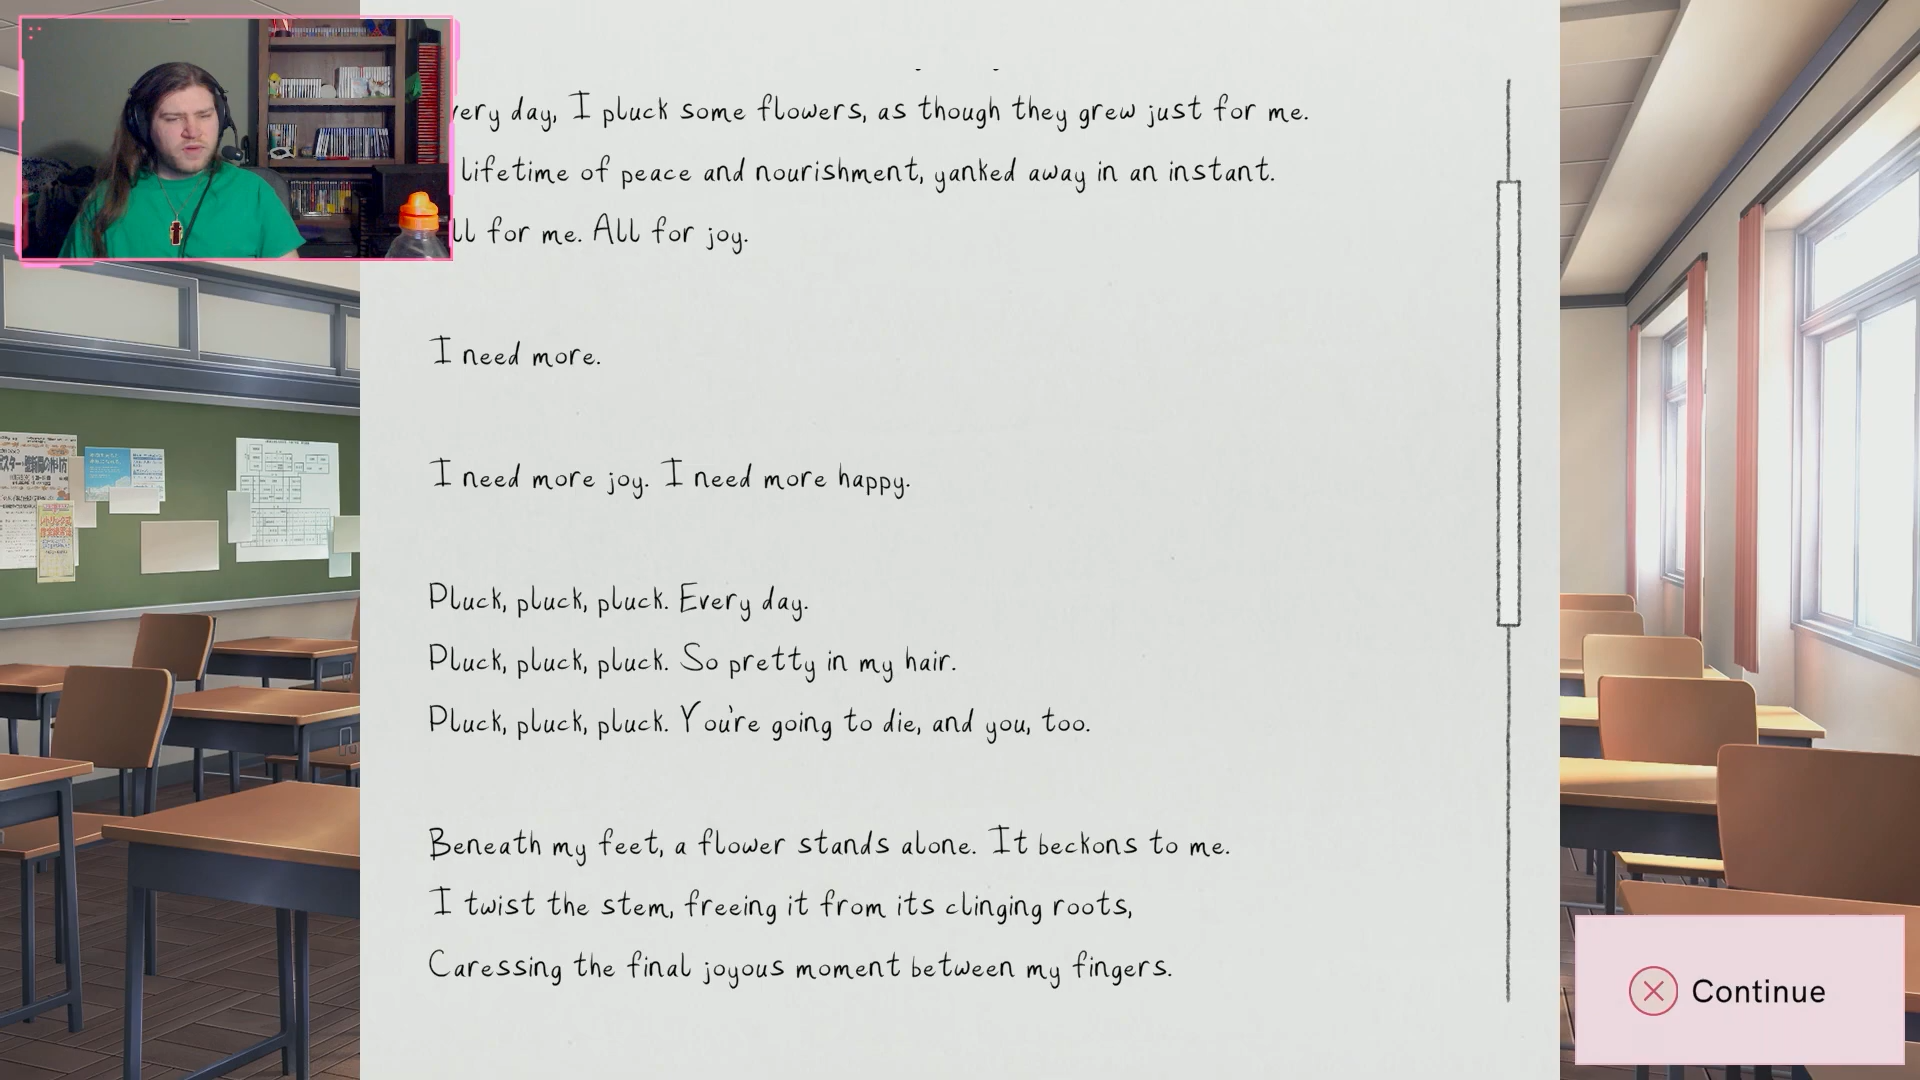 very day, I pluck some flowers, as though they grew just for me.
lifetime of peace and nourishment, yanked away in an instant.
ll for me. All for joy.
I need more.
I need more joy. I need more happy.
Pluck, pluck, pluck. Every day.
Pluck, pluck, pluck. So pretty in my hair.
Pluck, pluck, pluck. You're going to die, and you, too.
Beneath my feet, a flower stands alone. It beckons to me.
I twist the stem, freeing it from its clinging roots,
Caressing the final joyous moment between my fingers.
Continue